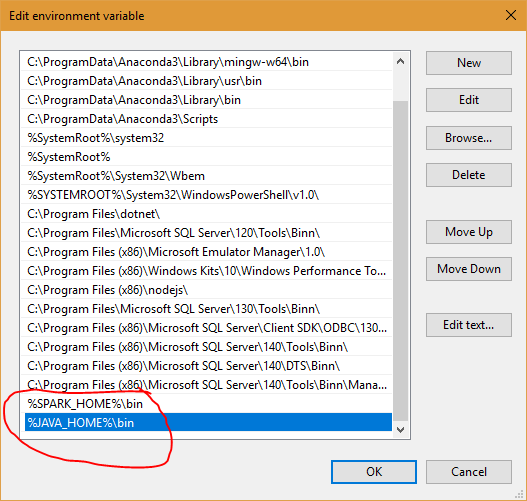 Edit environment variable
C:\ProgramData\Anaconda3\Library\mingw-w64\bin
C:\ProgramData\Anaconda3\Library\usr\bin
C:\ProgramData\Anaconda3\Library\bin
C:\ProgramData\Anaconda3\Scripts
%SystemRoot%\system32
%SystemRoot%
%SystemRoot%\System32\Wbem
%SYSTEMROOT%\System32\WindowsPowerShell\v1.0\
C:\Program Files\dotnet\
C:\Program Files\Microsoft SQL Server\120\Tools\Binn\
C:\Program Files (x86)\Microsoft Emulator Manager\1.0\
C:\Program Files (x86)\Windows Kits\10\Windows Performance To...
C:\Program Files (x86)\nodejs\
C:\Program Files\Microsoft SQL Server\130\Tools\Binn\
C:\Program Files (x86)\Microsoft SQL Server\Client SDK\ODBC\130...
C:\Program Files (x86)\Microsoft SQL Server\140\Tools\Binn\
C:\Program Files (x86)\Microsoft SQL Server\140\DTS\Binn\
C:\Program Files (x86)\Microsoft SQL Server\140\Tools\Binn\Mana...
%SPARK_HOME%\bin
%JAVA_HOME%\bin
New
Edit
Browse...
Delete
Move Up
Move Down
Edit text...
OK
Cancel